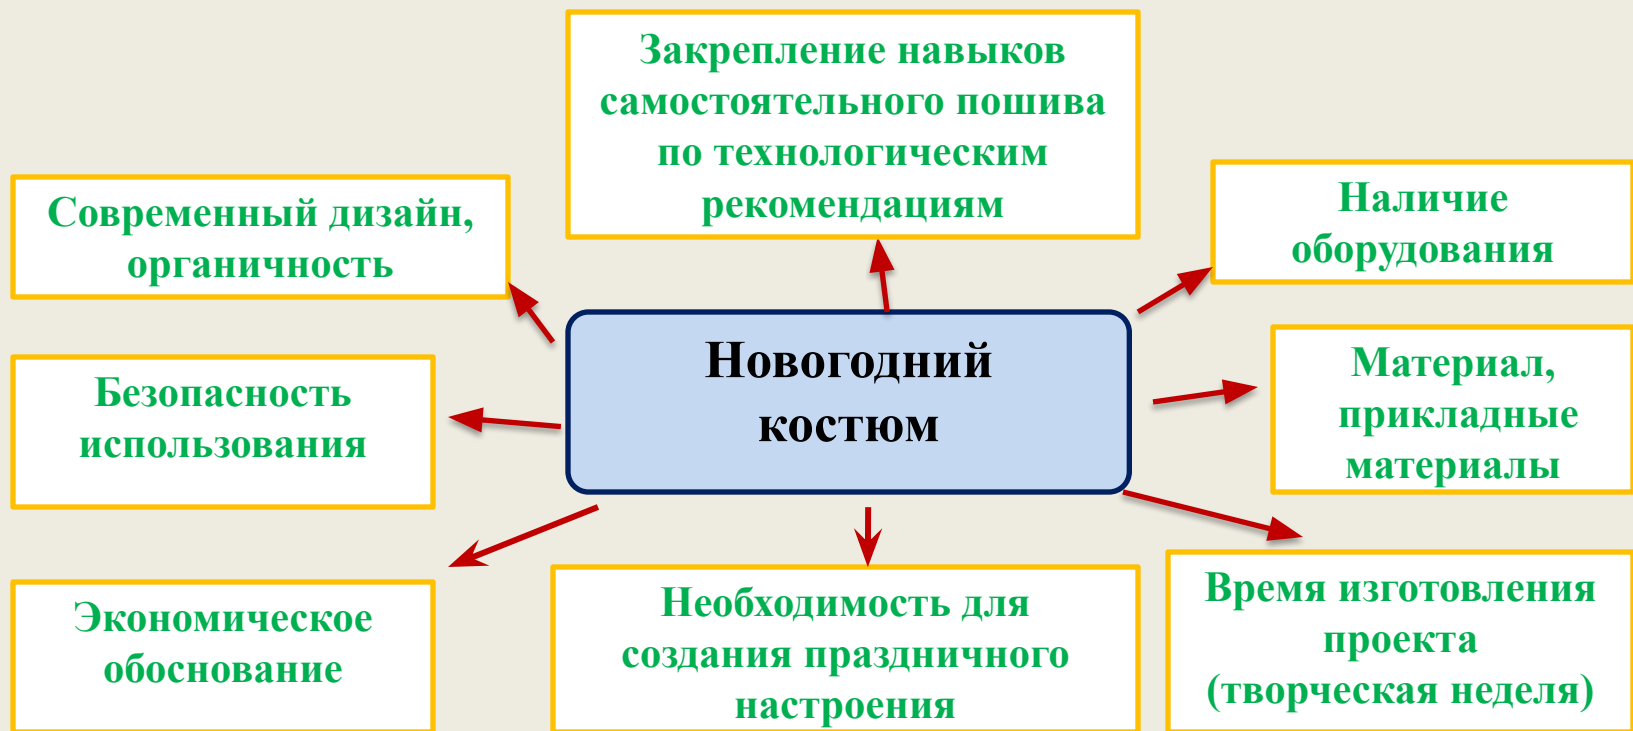 Закрепление навыков
самостоятельного пошива
по технологическим
рекомендациям
Современный дизайн,
органичность
Наличие
оборудования
Новогодний
костюм
Безопасность
использования
Материал,
прикладные
материалы
Экономическое
обоснование
Необходимость для
создания праздничного
настроения
Время изготовления
проекта
(творческая неделя)